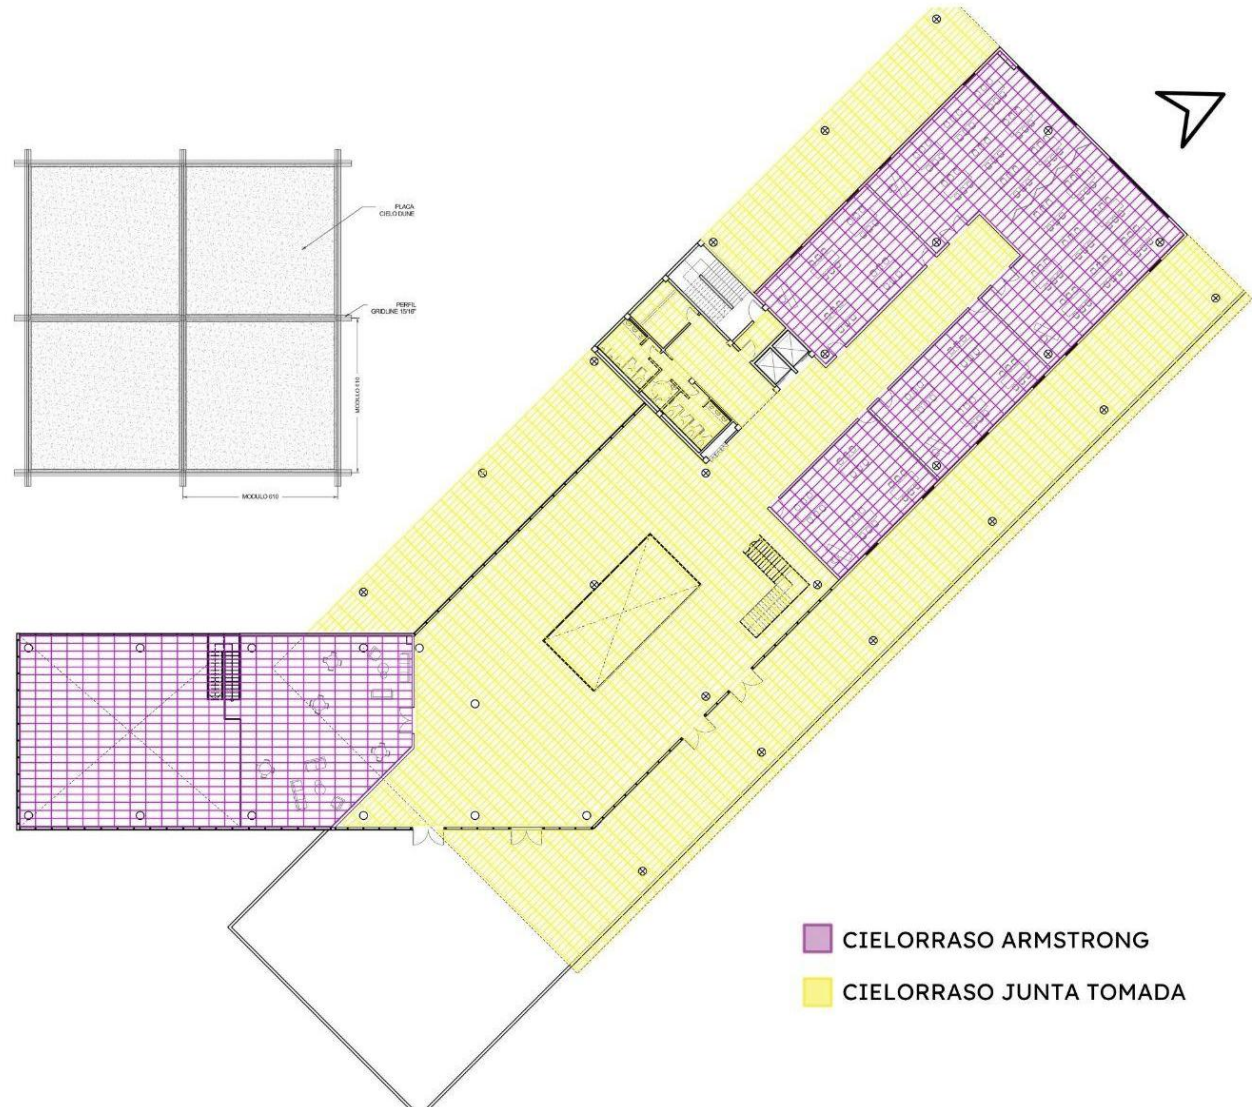 PLACA
CIELO DUNE
PERFIL
GRIDLINE 15/16"
MODULO 610
MODULO 610
CIELORRASO ARMSTRONG
CIELORRASO JUNTA TOMADA